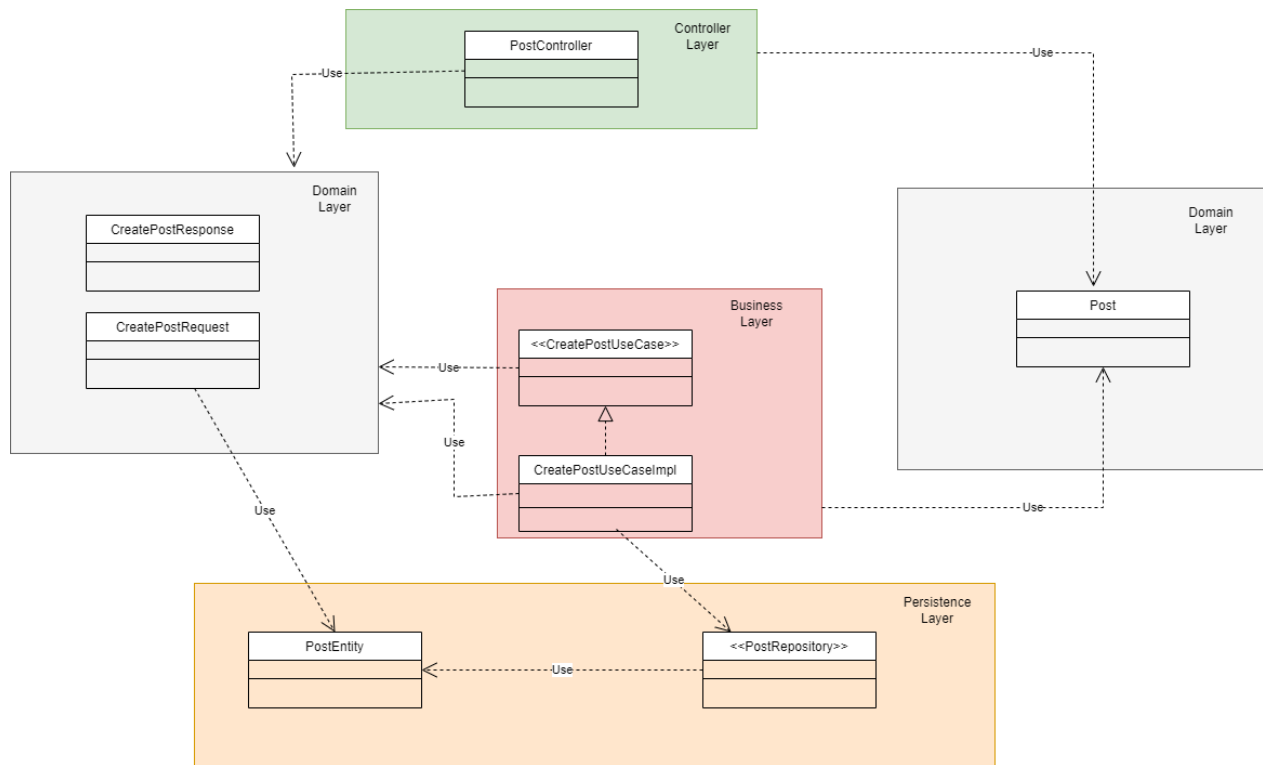 Controller
Layer
PostController
Use
Use
Domain
Layer
CreatePostResponse
CreatePostRequest
Domain
Layer
Post
Business
Layer
<<CreatePostUseCase>>
Use
Use
CreatePostUseCaseImpl
Use
Use
Use
Persistence
Layer
PostEntity
Use
<<PostRepository>>